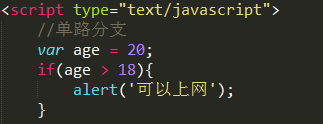 <script type="text/javascript">
//单路分支
var age = 20;
if(age > 18){
alert('可以上网');
}